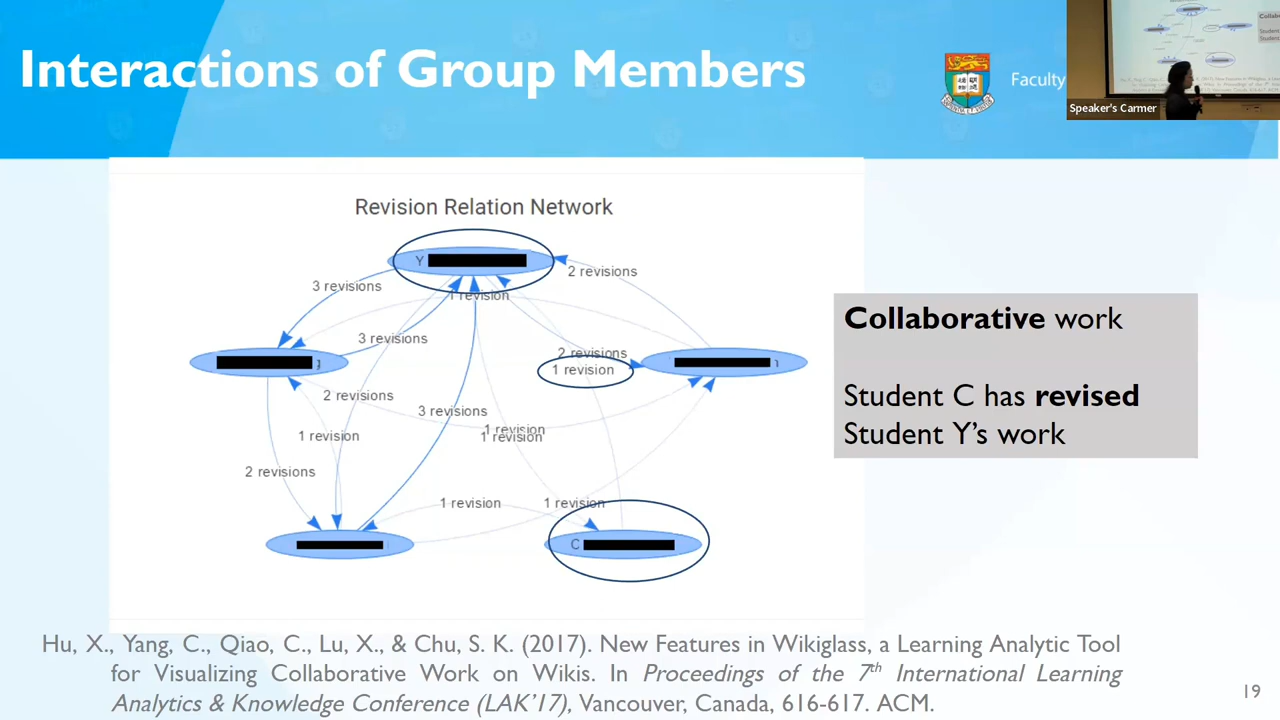 Interactions of Group Members
Faculty
Speaker's Carmer
Revision Relation Network
Y
2 revisions
3 revisions
1 revision
3 revisions
2 revisions
1 revision
2 revisions
3 revisions
1 revision
1 revision
1 revision
2 revisions
1 revision
1 revision
C
Collaborative work
Student C has revised
Student Y's work
Hu, X., Yang, C., Qiao, C., Lu, X., & Chu, S. K. (2017). New Features in Wikiglass, a Learning Analytic Tool
for Visualizing Collaborative Work on Wikis. In Proceedings of the 7th International Learning
Analytics & Knowledge Conference (LAK'17), Vancouver, Canada, 616-617. ACM.
19